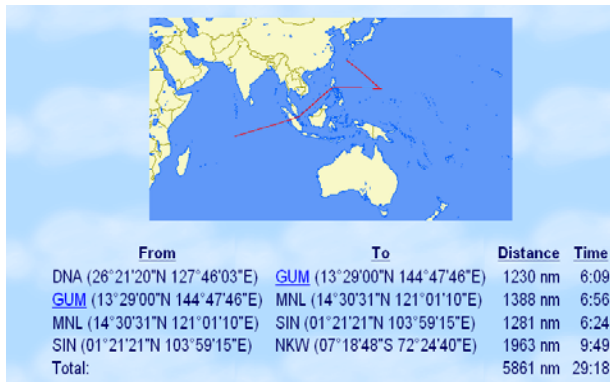 From To Distance Time
DNA (26°21'20"N 127°46'03"E) GUM (13°29'00"N 144°47'46"E) 1230 nm 6:09
GUM (13°29'00"N 144°47'46"E) MNL (14°30'31"N 121°01'10"E) 1388 nm 6:56
MNL (14°30'31"N 121°01'10"E) SIN (01°21'21"N 103°59'15"E) 1281 nm 6:24
SIN (01°21'21"N 103°59'15"E) NKW (07°18'48"S 72°24'40"E) 1963 nm 9:49
Total: 5861 nm 29:18